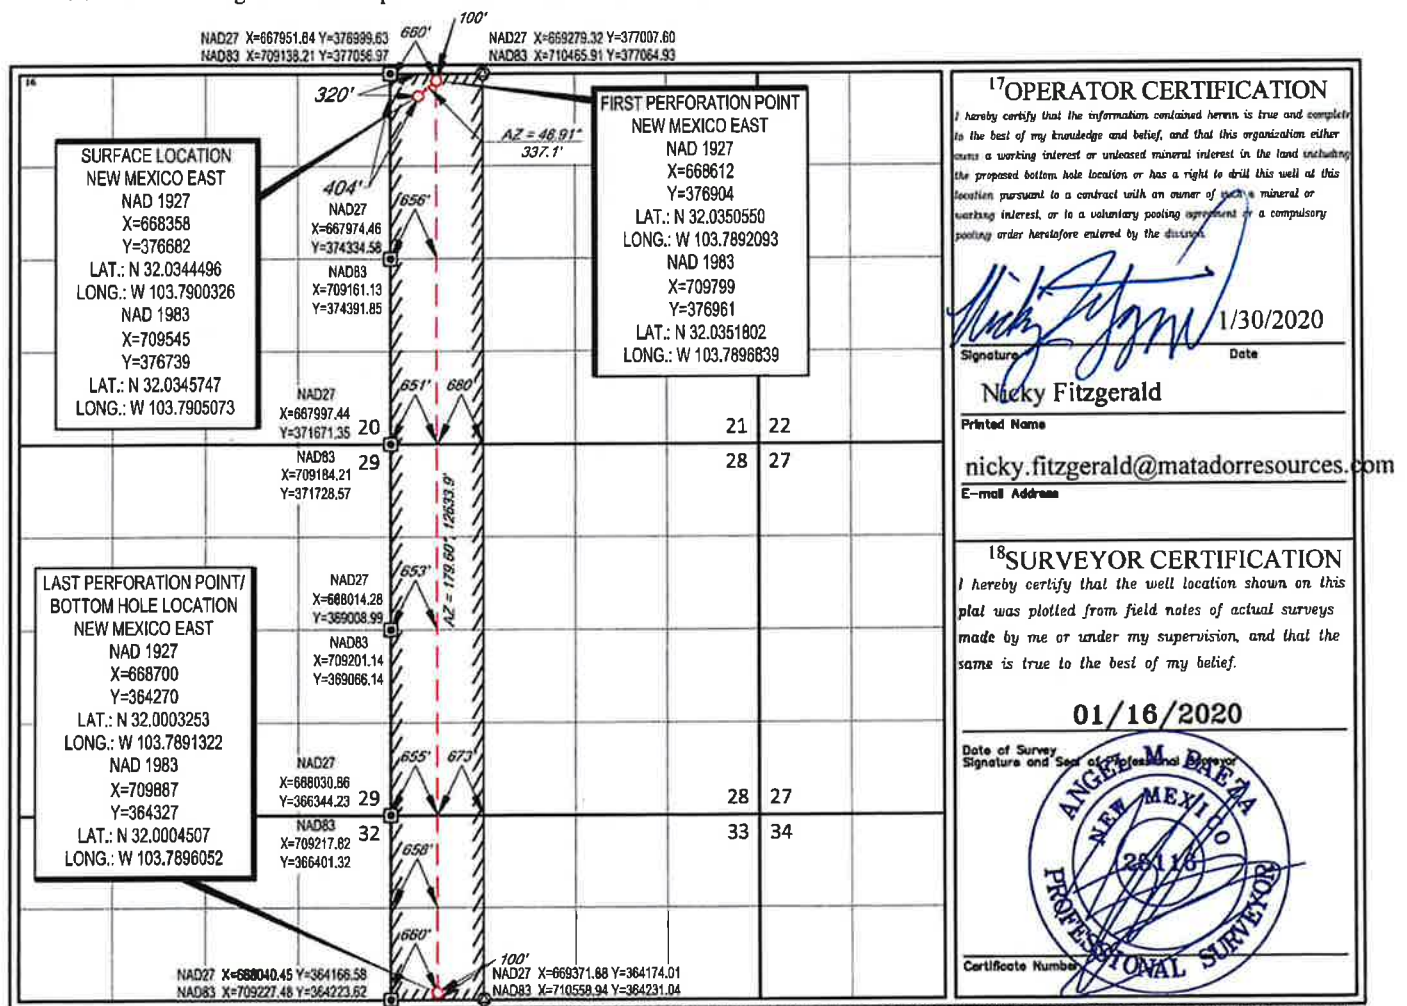 660'
100'
NAD27 X=667951.64 Y=376999.63
NAD83 X=709138.21 Y=377056.97
NAD27 X=669279.32 Y=377007.60
NAD83 X=710465.91 Y=377064.93
16
320'
404'
AZ = 48.91°
337.1'
SURFACE LOCATION
NEW MEXICO EAST
NAD 1927
X=668358
Y=376682
LAT.: N 32.0344496
LONG.: W 103.7900326
NAD 1983
X=709545
Y=376739
LAT.: N 32.0345747
LONG.: W 103.7905073
FIRST PERFORATION POINT
NEW MEXICO EAST
NAD 1927
X=668612
Y=376904
LAT.: N 32.0350550
LONG.: W 103.7892093
NAD 1983
X=709799
Y=376961
LAT.: N 32.0351802
LONG.: W 103.7896839
656'
NAD27
X=667974.46
Y=374334.58
NAD83
X=709161.13
Y=374391.85
651'
680'
NAD27
X=667997.44
Y=371671.35
20
21 22
NAD83
X=709184.21
Y=371728.57
29
28 27
AZ = 179.60° 12633.9'
653'
NAD27
X=668014.28
Y=369008.99
NAD83
X=709201.14
Y=369066.14
LAST PERFORATION POINT/
BOTTOM HOLE LOCATION
NEW MEXICO EAST
NAD 1927
X=668700
Y=364270
LAT.: N 32.0003253
LONG.: W 103.7891322
NAD 1983
X=709887
Y=364327
LAT.: N 32.0004507
LONG.: W 103.7896052
655'
673'
NAD27
X=668030.86
Y=366344.23
29
28 27
NAD83
X=709217.82
Y=366401.32
32
33 34
658'
660'
100'
NAD27 X=668040.45 Y=364166.58
NAD83 X=709227.48 Y=364223.62
NAD27 X=669371.88 Y=364174.01
NAD83 X=710558.94 Y=364231.04
17 OPERATOR CERTIFICATION
I hereby certify that the information contained herein is true and complete
to the best of my knowledge and belief, and that this organization either
owns a working interest or unleased mineral interest in the land including
the proposed bottom hole location or has a right to drill this well at this
location pursuant to a contract with an owner of such a mineral or
working interest, or to a voluntary pooling agreement or a compulsory
pooling order heretofore entered by the division.
1/30/2020
Signature
Date
Nicky Fitzgerald
Printed Name
nicky.fitzgerald@matadorresources.com
E-mail Address
18 SURVEYOR CERTIFICATION
I hereby certify that the well location shown on this
plat was plotted from field notes of actual surveys
made by me or under my supervision, and that the
same is true to the best of my belief.
01/16/2020
Date of Survey
Signature and Seal of Professional Surveyor
ANGEL M. BAEZA
NEW MEXICO
25116
PROFESSIONAL SURVEYOR
Certificate Number